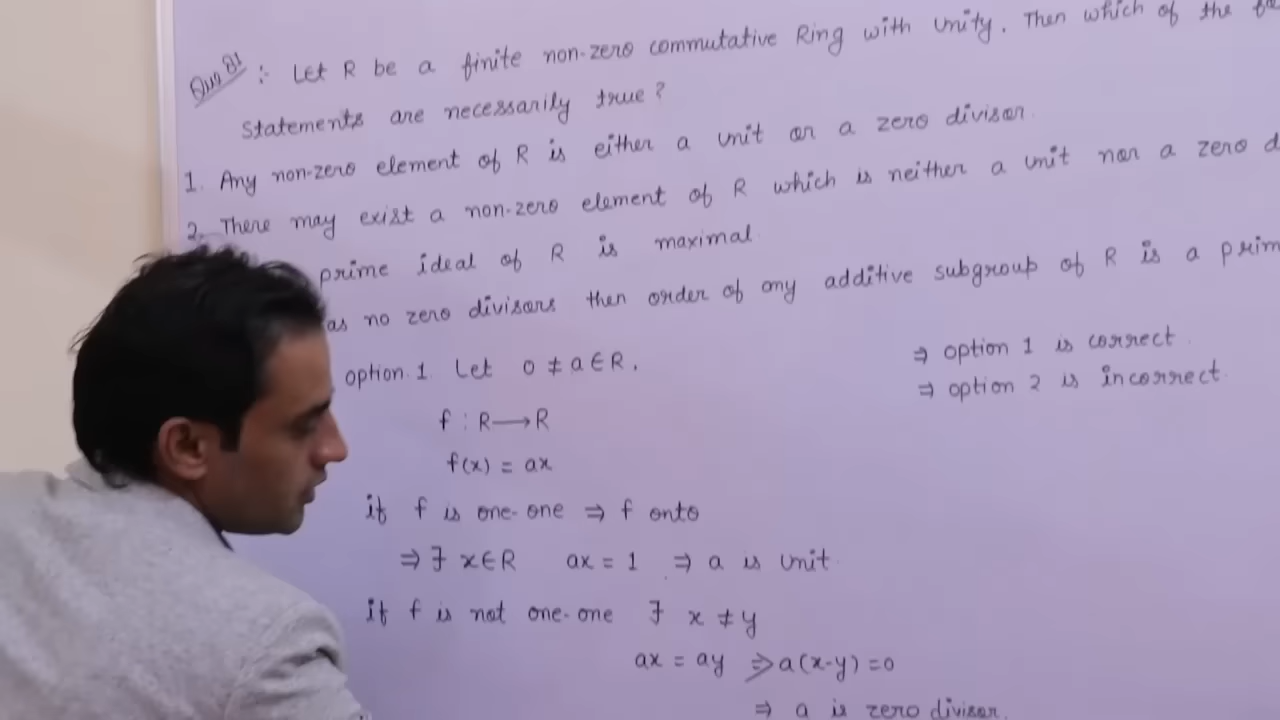 Que 81 :- Let R be a finite non-zero commutative Ring with unity. Then which of the
statements are necessarily true?
1. Any non-zero element of R is either a unit or a zero divisor.
2. There may exist a non-zero element of R which is neither a unit nor a zero
prime ideal of R is maximal
no zero divisors then order of any additive subgroup of R is a
option 1. Let 0 ≠ a ∈ R.
⇒ option 1 is correct.
⇒ option 2 is incorrect.
f : R → R
f(x) = ax
if f is one-one ⇒ f onto
⇒ ∃ x ∈ R ax = 1 ⇒ a is unit
if f is not one-one ∃ x ≠ y
ax = ay ⇒ a(x-y) = 0
⇒ a is zero divisor.